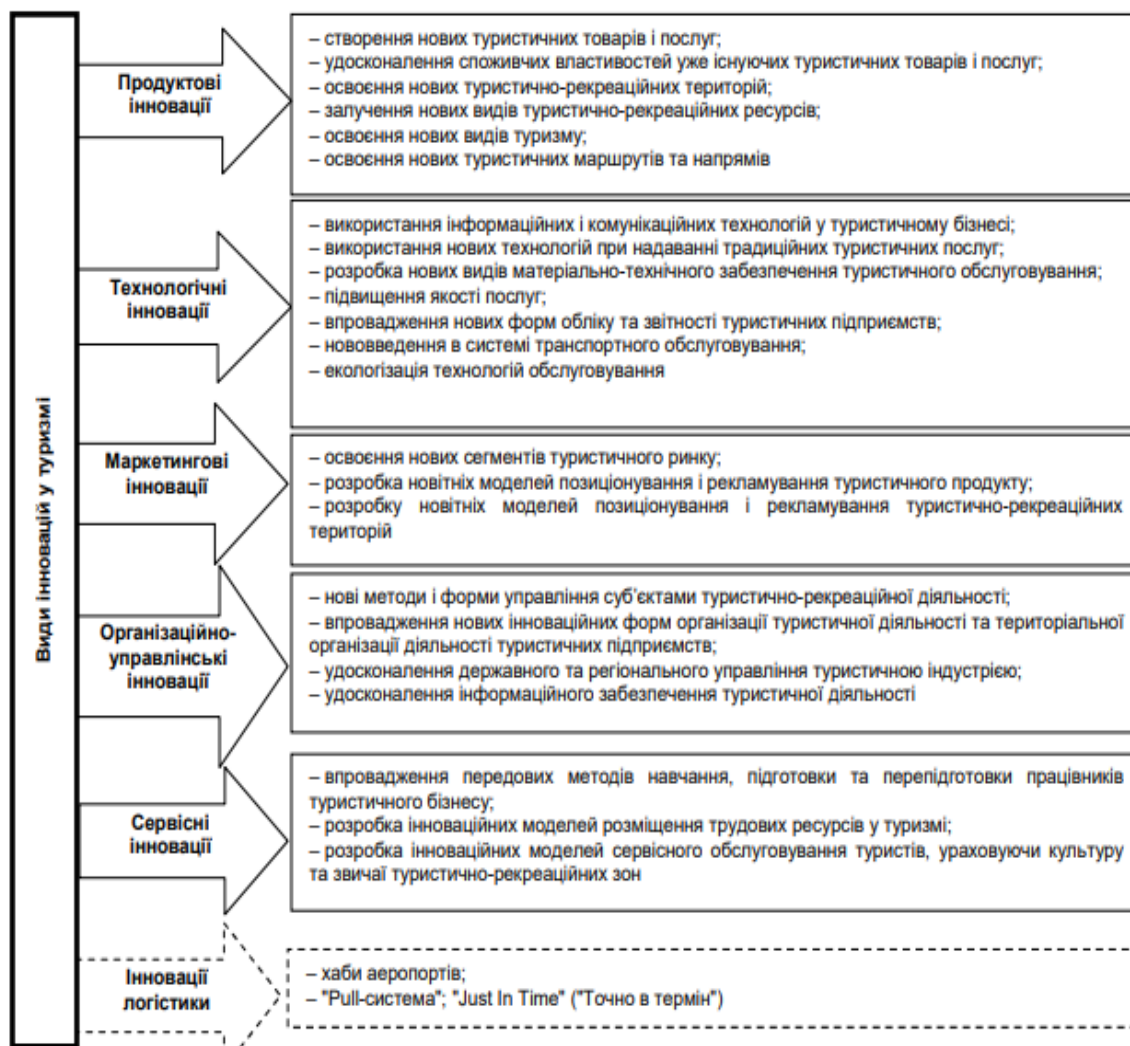 Види інновацій у туризмі
Продуктові
інновації
– створення нових туристичних товарів і послуг;
– удосконалення споживчих властивостей уже існуючих туристичних товарів і послуг;
– освоєння нових туристично-рекреаційних територій;
– залучення нових видів туристично-рекреаційних ресурсів;
– освоєння нових видів туризму;
– освоєння нових туристичних маршрутів та напрямів
Технологічні
інновації
– використання інформаційних і комунікаційних технологій у туристичному бізнесі;
– використання нових технологій при надаванні традиційних туристичних послуг;
– розробка нових видів матеріально-технічного забезпечення туристичного обслуговування;
– підвищення якості послуг;
– впровадження нових форм обліку та звітності туристичних підприємств;
– нововведення в системі транспортного обслуговування;
– екологізація технологій обслуговування
Маркетингові
інновації
– освоєння нових сегментів туристичного ринку;
– розробка новітніх моделей позиціонування і рекламування туристичного продукту;
– розробку новітніх моделей позиціонування і рекламування туристично-рекреаційних
територій
Організаційно-
управлінські
інновації
– нові методи і форми управління суб’єктами туристично-рекреаційної діяльності;
– впровадження нових інноваційних форм організації туристичної діяльності та територіальної
організації діяльності туристичних підприємств;
– удосконалення державного та регіонального управління туристичною індустрією;
– удосконалення інформаційного забезпечення туристичної діяльності
Сервісні
інновації
– впровадження передових методів навчання, підготовки та перепідготовки працівників
туристичного бізнесу;
– розробка інноваційних моделей розміщення трудових ресурсів у туризмі;
– розробка інноваційних моделей сервісного обслуговування туристів, ураховуючи культуру
та звичаї туристично-рекреаційних зон
Інновації
логістики
– хаби аеропортів;
– "Pull-система"; "Just In Time" ("Точно в термін")